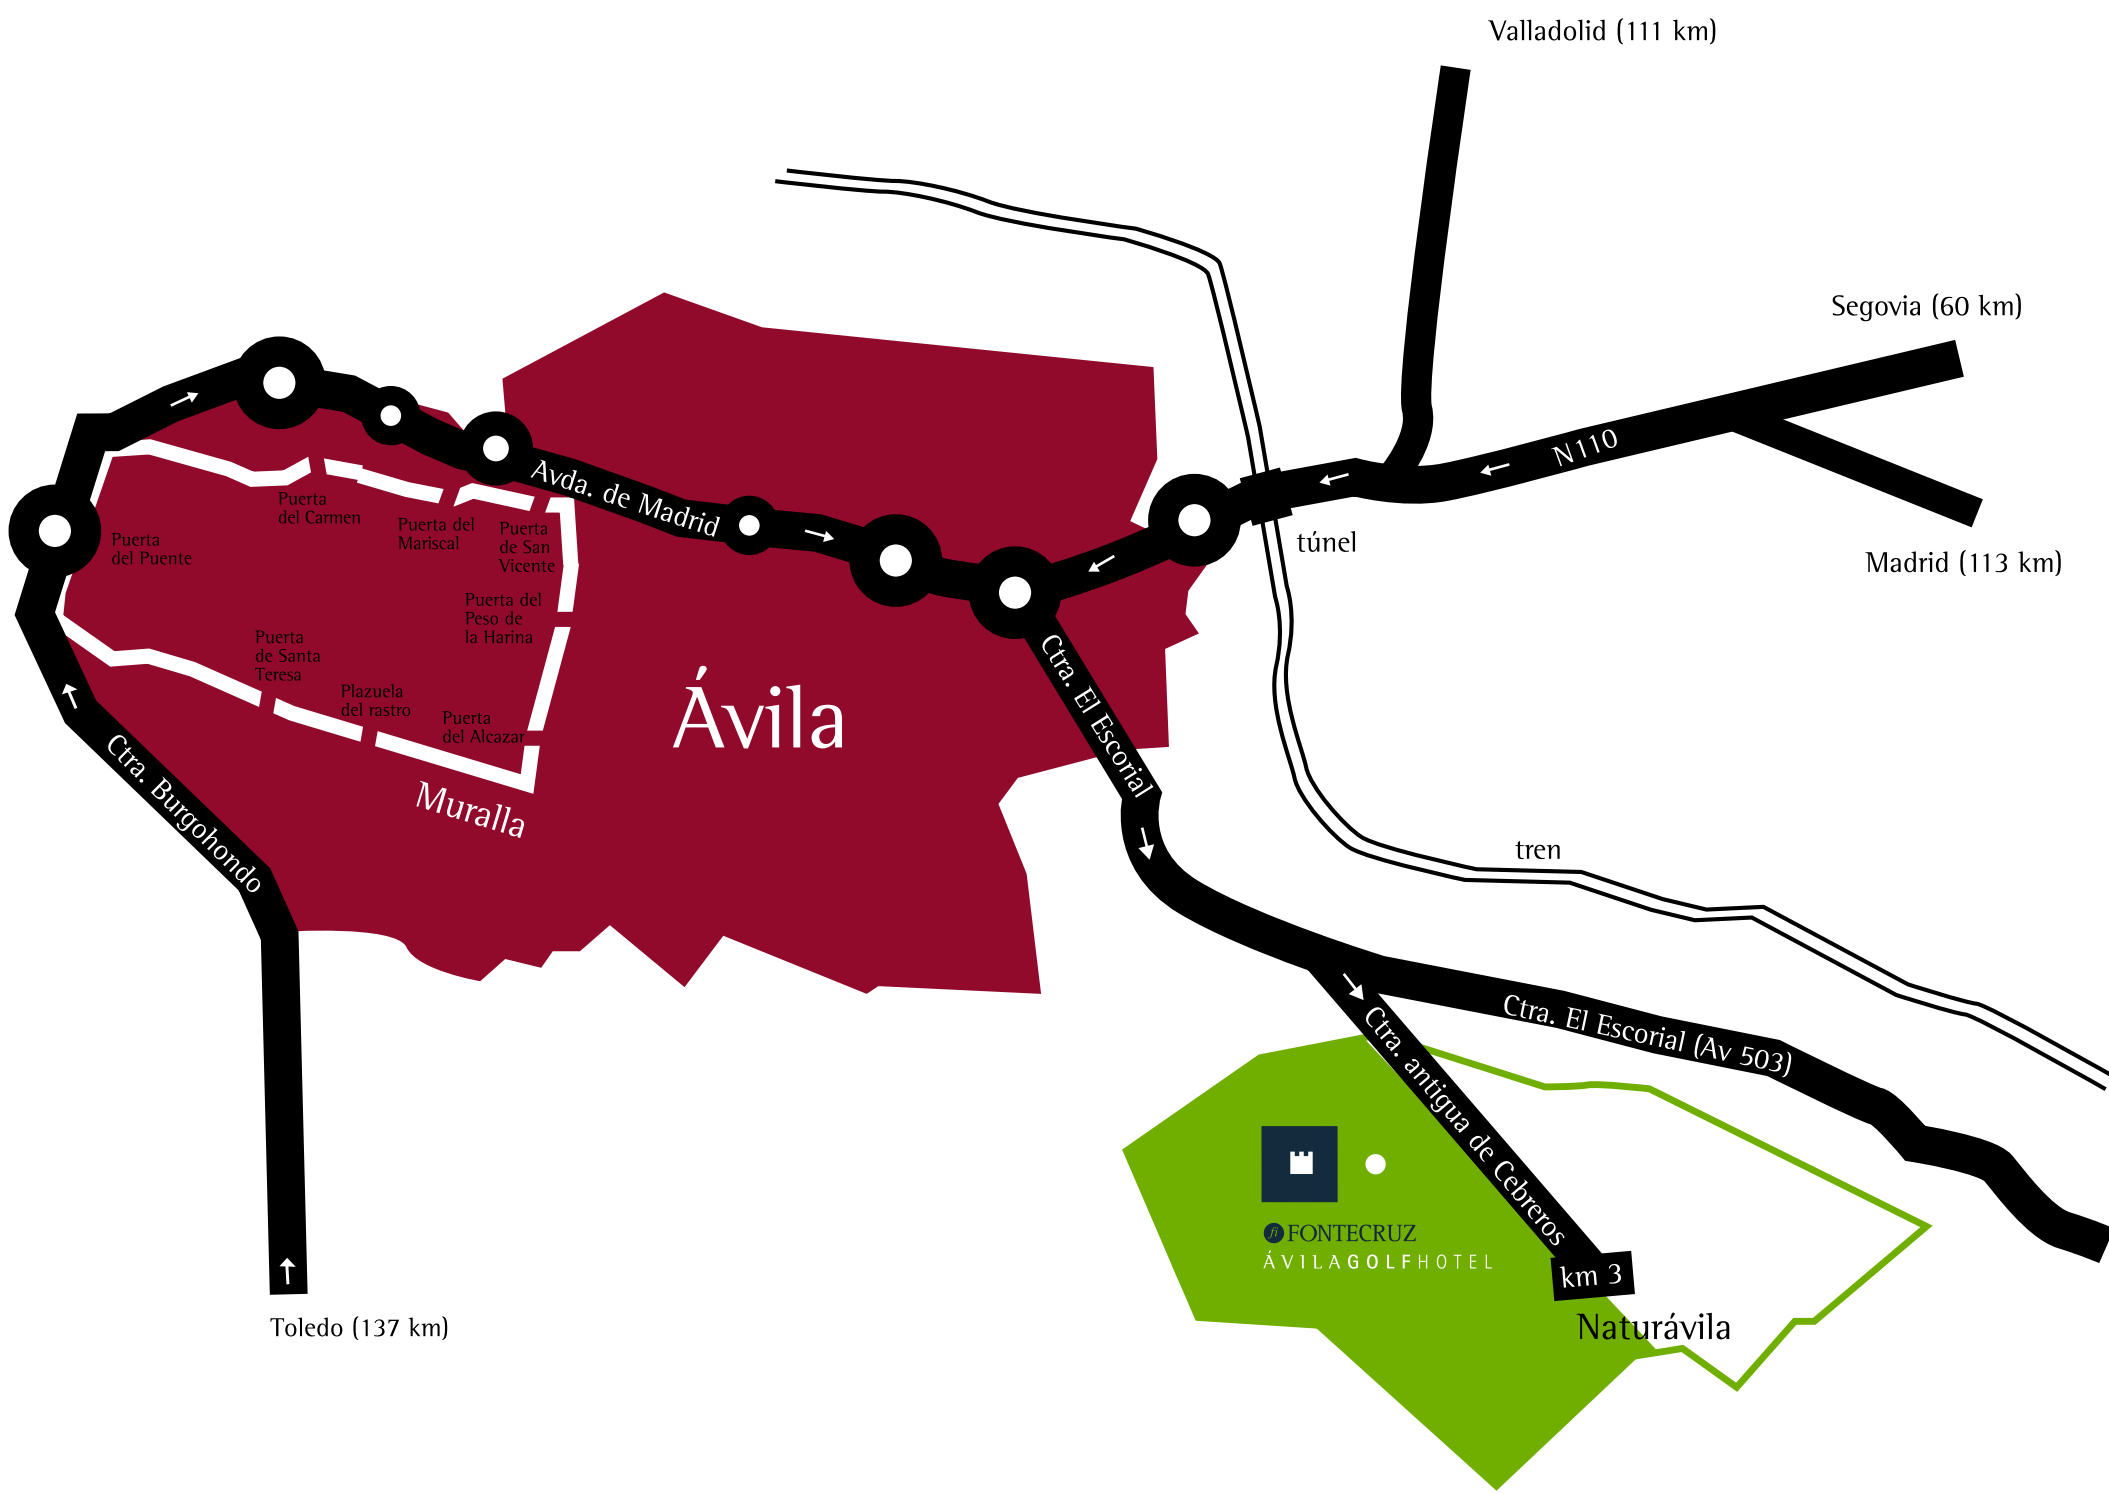 Valladolid (111 km)
Segovia (60 km)
N110
Madrid (113 km)
túnel
Avda. de Madrid
Puerta
del Carmen
Puerta del
Mariscal
Puerta
de San
Vicente
Puerta
del Puente
Puerta del
Peso de
la Harina
Puerta
de Santa
Teresa
Plazuela
del rastro
Puerta
del Alcazar
Ávila
Muralla
Ctra. El Escorial
Ctra. Burgohondo
tren
Ctra. El Escorial (Av 503)
Ctra. antigua de Cebreros
fi FONTECRUZ
ÁVILAGOLFHOTEL
km 3
Naturávila
Toledo (137 km)